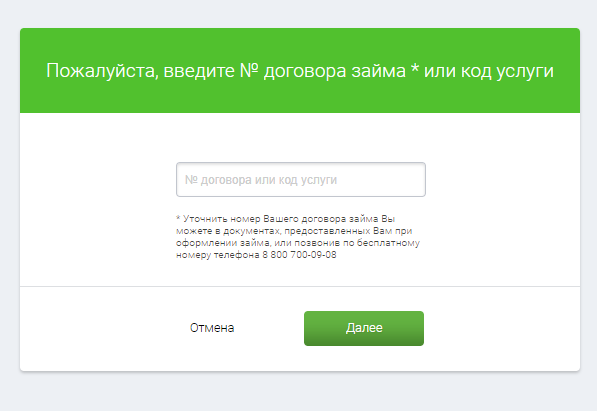 Пожалуйста, введите № договора займа * или код услуги
№ договора или код услуги
* Уточнить номер Вашего договора займа Вы
можете в документах, предоставленных Вам при
оформлении займа, или позвонив по бесплатному
номеру телефона 8 800 700-09-08
Отмена
Далее